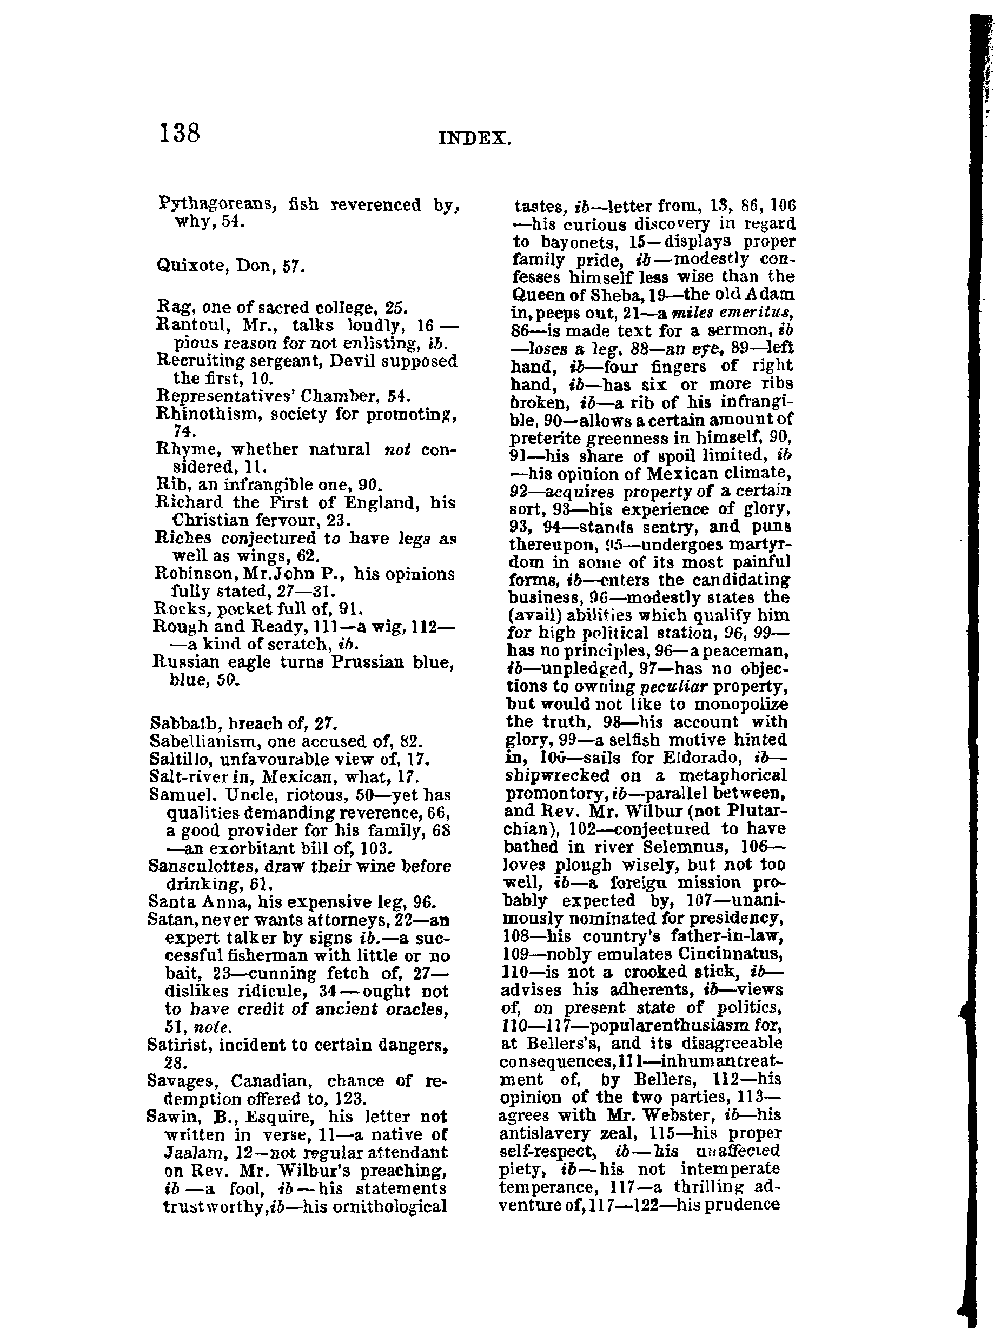 138
INDEX.
Pythagoreans, fish reverenced by,
why, 54.
Quixote, Don, 57.
Rag, one of sacred college, 25.
Rantoul, Mr., talks loudly, 16 —
pious reason for not enlisting, ib.
Recruiting sergeant, Devil supposed
the first, 10.
Representatives' Chamber, 54.
Rhinothism, society for promoting,
74.
Rhyme, whether natural not con-
sidered, 11.
Rib, an infrangible one, 90.
Richard the First of England, his
Christian fervour, 23.
Riches conjectured to have legs as
well as wings, 62.
Robinson, Mr. John P., his opinions
fully stated, 27—31.
Rocks, pocket full of, 91.
Rough and Ready, 111—a wig, 112—
—a kind of scratch, ib.
Russian eagle turns Prussian blue,
blue, 50.
Sabbath, breach of, 27.
Sabellianism, one accused of, 82.
Saltillo, unfavourable view of, 17.
Salt-river in, Mexican, what, 17.
Samuel, Uncle, riotous, 50—yet has
qualities demanding reverence, 66,
a good provider for his family, 68
—an exorbitant bill of, 103.
Sansculottes, draw their wine before
drinking, 61.
Santa Anna, his expensive leg, 96.
Satan, never wants attorneys, 22—an
expert talker by signs ib.—a suc-
cessful fisherman with little or no
bait, 23—cunning fetch of, 27—
dislikes ridicule, 34—ought not
to have credit of ancient oracles,
51, note.
Satirist, incident to certain dangers,
28.
Savages, Canadian, chance of re-
demption offered to, 123.
Sawin, B., Esquire, his letter not
written in verse, 11—a native of
Jaalam, 12—not regular attendant
on Rev. Mr. Wilbur's preaching,
ib—a fool, ib—his statements
trustworthy, ib—his ornithological
tastes, ib—letter from, 13, 86, 106
—his curious discovery in regard
to bayonets, 15—displays proper
family pride, ib—modestly con-
fesses himself less wise than the
Queen of Sheba, 19—the old Adam
in, peeps out, 21—a miles emeritus,
86—is made text for a sermon, ib
—loses a leg, 88—an eye, 89—left
hand, ib—four fingers of right
hand, ib—has six or more ribs
broken, ib—a rib of his infrangi-
ble, 90—allows a certain amount of
preterite greenness in himself, 90,
91—his share of spoil limited, ib
—his opinion of Mexican climate,
92—acquires property of a certain
sort, 93—his experience of glory,
93, 94—stands sentry, and puns
thereupon, 95—undergoes martyr-
dom in some of its most painful
forms, ib—enters the candidating
business, 96—modestly states the
(avail) abilities which qualify him
for high political station, 96, 99—
has no principles, 96—a peaceman,
ib—unpledged, 97—has no objec-
tions to owning peculiar property,
but would not like to monopolize
the truth, 98—his account with
glory, 99—a selfish motive hinted
in, 100—sails for Eldorado, ib—
shipwrecked on a metaphorical
promontory, ib—parallel between,
and Rev. Mr. Wilbur (not Plutar-
chian), 102—conjectured to have
bathed in river Selemnus, 106—
loves plough wisely, but not too
well, ib—a foreign mission pro-
bably expected by, 107—unani-
mously nominated for presidency,
108—his country's father-in-law,
109—nobly emulates Cincinnatus,
110—is not a crooked stick, ib—
advises his adherents, ib—views
of, on present state of politics,
110—117—popular enthusiasm for,
at Bellers's, and its disagreeable
consequences, 111—inhuman treat-
ment of, by Bellers, 112—his
opinion of the two parties, 113—
agrees with Mr. Webster, ib—his
antislavery zeal, 115—his proper
self-respect, ib—his unaffected
piety, ib—his not intemperate
temperance, 117—a thrilling ad-
venture of, 117—122—his prudence